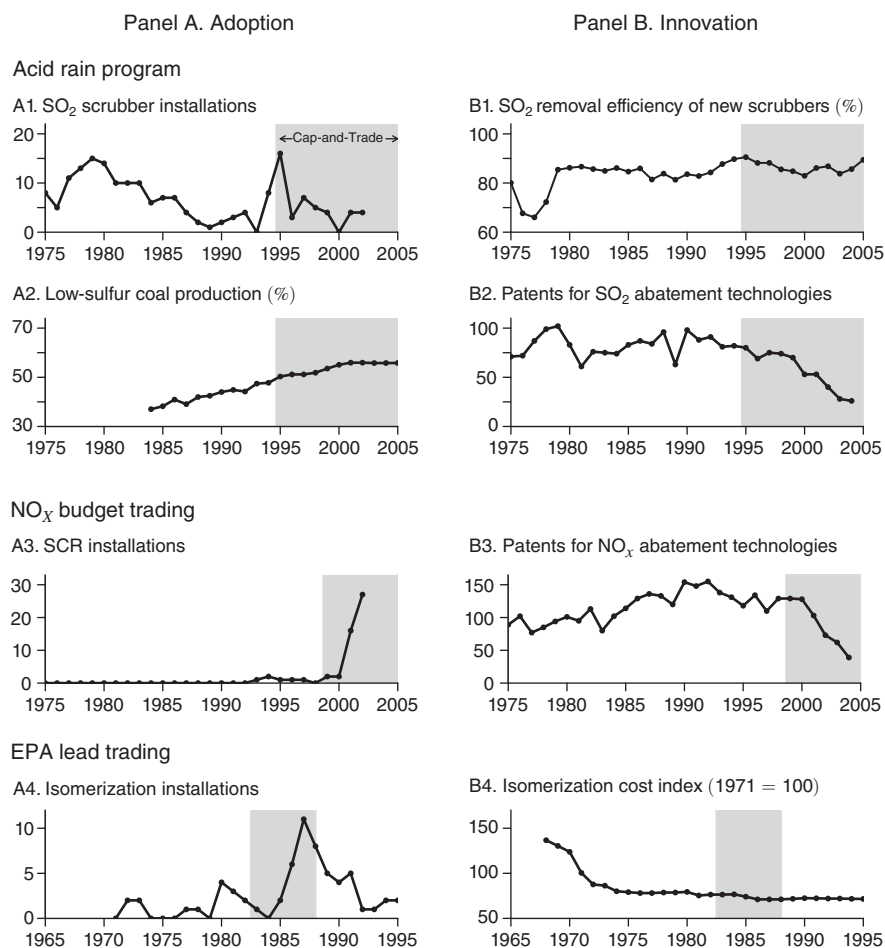 Panel A. Adoption
Panel B. Innovation
Acid rain program
A1. SO₂ scrubber installations
20
10
0
←Cap-and-Trade→
1975 1980 1985 1990 1995 2000 2005
B1. SO₂ removal efficiency of new scrubbers (%)
100
80
60
1975 1980 1985 1990 1995 2000 2005
A2. Low-sulfur coal production (%)
70
50
30
1975 1980 1985 1990 1995 2000 2005
B2. Patents for SO₂ abatement technologies
100
50
0
1975 1980 1985 1990 1995 2000 2005
NOX budget trading
A3. SCR installations
30
20
10
0
1975 1980 1985 1990 1995 2000 2005
B3. Patents for NOx abatement technologies
150
100
50
0
1975 1980 1985 1990 1995 2000 2005
EPA lead trading
A4. Isomerization installations
10
5
0
1965 1970 1975 1980 1985 1990 1995
B4. Isomerization cost index (1971 = 100)
150
100
50
1965 1970 1975 1980 1985 1990 1995